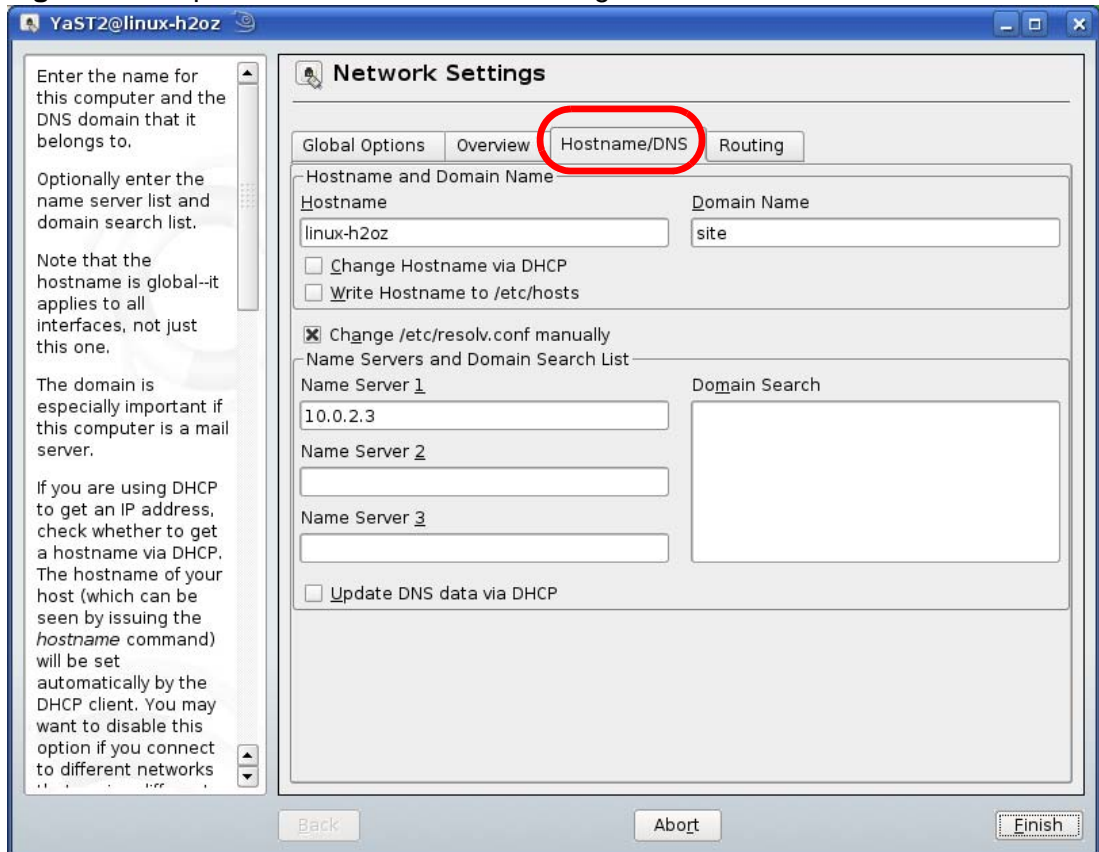 YaST2@linux-h2oz
Enter the name for
this computer and the
DNS domain that it
belongs to.
Optionally enter the
name server list and
domain search list.
Note that the
hostname is global--it
applies to all
interfaces, not just
this one.
The domain is
especially important if
this computer is a mail
server.
If you are using DHCP
to get an IP address,
check whether to get
a hostname via DHCP.
The hostname of your
host (which can be
seen by issuing the
hostname command)
will be set
automatically by the
DHCP client. You may
want to disable this
option if you connect
to different networks
Network Settings
Global Options Overview Hostname/DNS Routing
Hostname and Domain Name
Hostname Domain Name
linux-h2oz site
Change Hostname via DHCP
Write Hostname to /etc/hosts
Change /etc/resolv.conf manually
Name Servers and Domain Search List
Name Server 1 Domain Search
10.0.2.3
Name Server 2
Name Server 3
Update DNS data via DHCP
Back Abort Finish